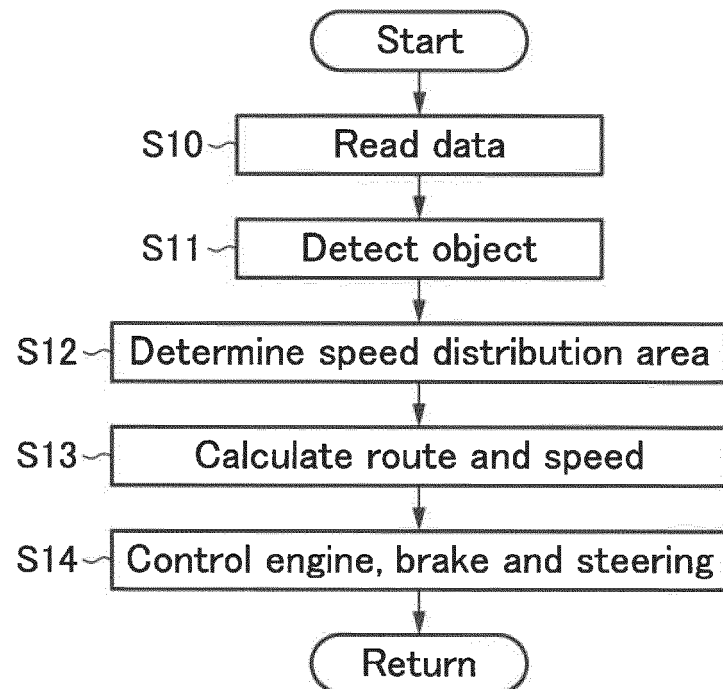 Start
S10 Read data
S11 Detect object
S12 Determine speed distribution area
S13 Calculate route and speed
S14 Control engine, brake and steering
Return